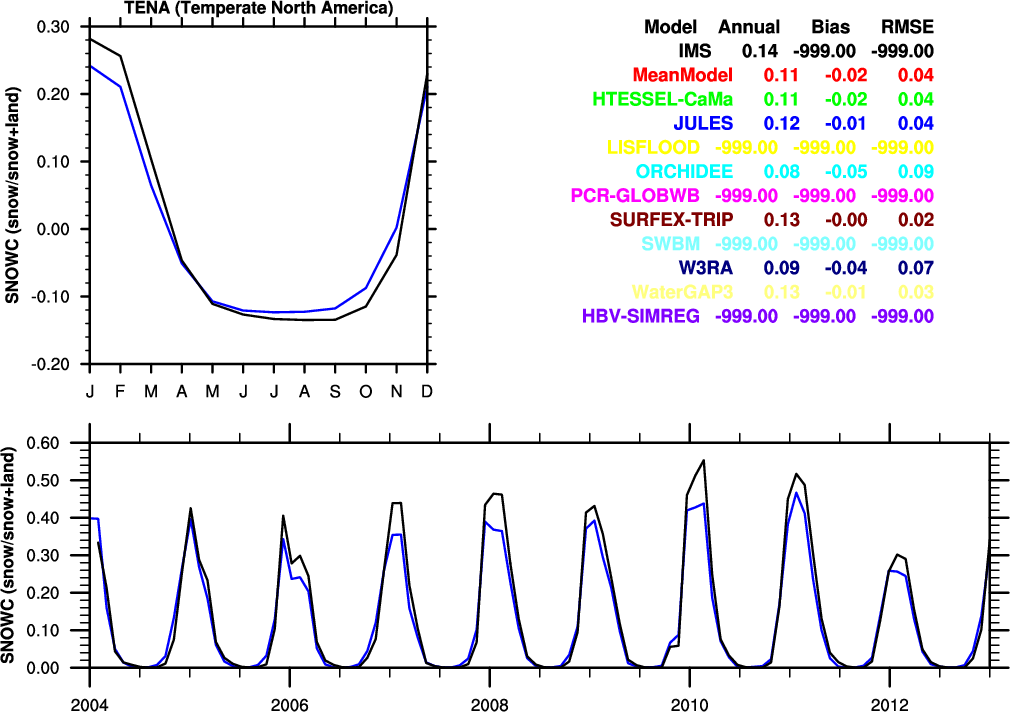 TENA (Temperate North America)
SNOWC (snow/snow+land)
0.30
0.20
0.10
0.00
-0.10
-0.20
J F M A M J J A S O N D
Model Annual Bias RMSE
IMS 0.14 -999.00 -999.00
MeanModel 0.11 -0.02 0.04
HTESSEL-CaMa 0.11 -0.02 0.04
JULES 0.12 -0.01 0.04
LISFLOOD -999.00 -999.00 -999.00
ORCHIDEE 0.08 -0.05 0.09
PCR-GLOBWB -999.00 -999.00 -999.00
SURFEX-TRIP 0.13 -0.00 0.02
SWBM -999.00 -999.00 -999.00
W3RA 0.09 -0.04 0.07
WaterGAP3 0.13 -0.01 0.03
HBV-SIMREG -999.00 -999.00 -999.00
SNOWC (snow/snow+land)
0.60
0.50
0.40
0.30
0.20
0.10
0.00
2004 2006 2008 2010 2012